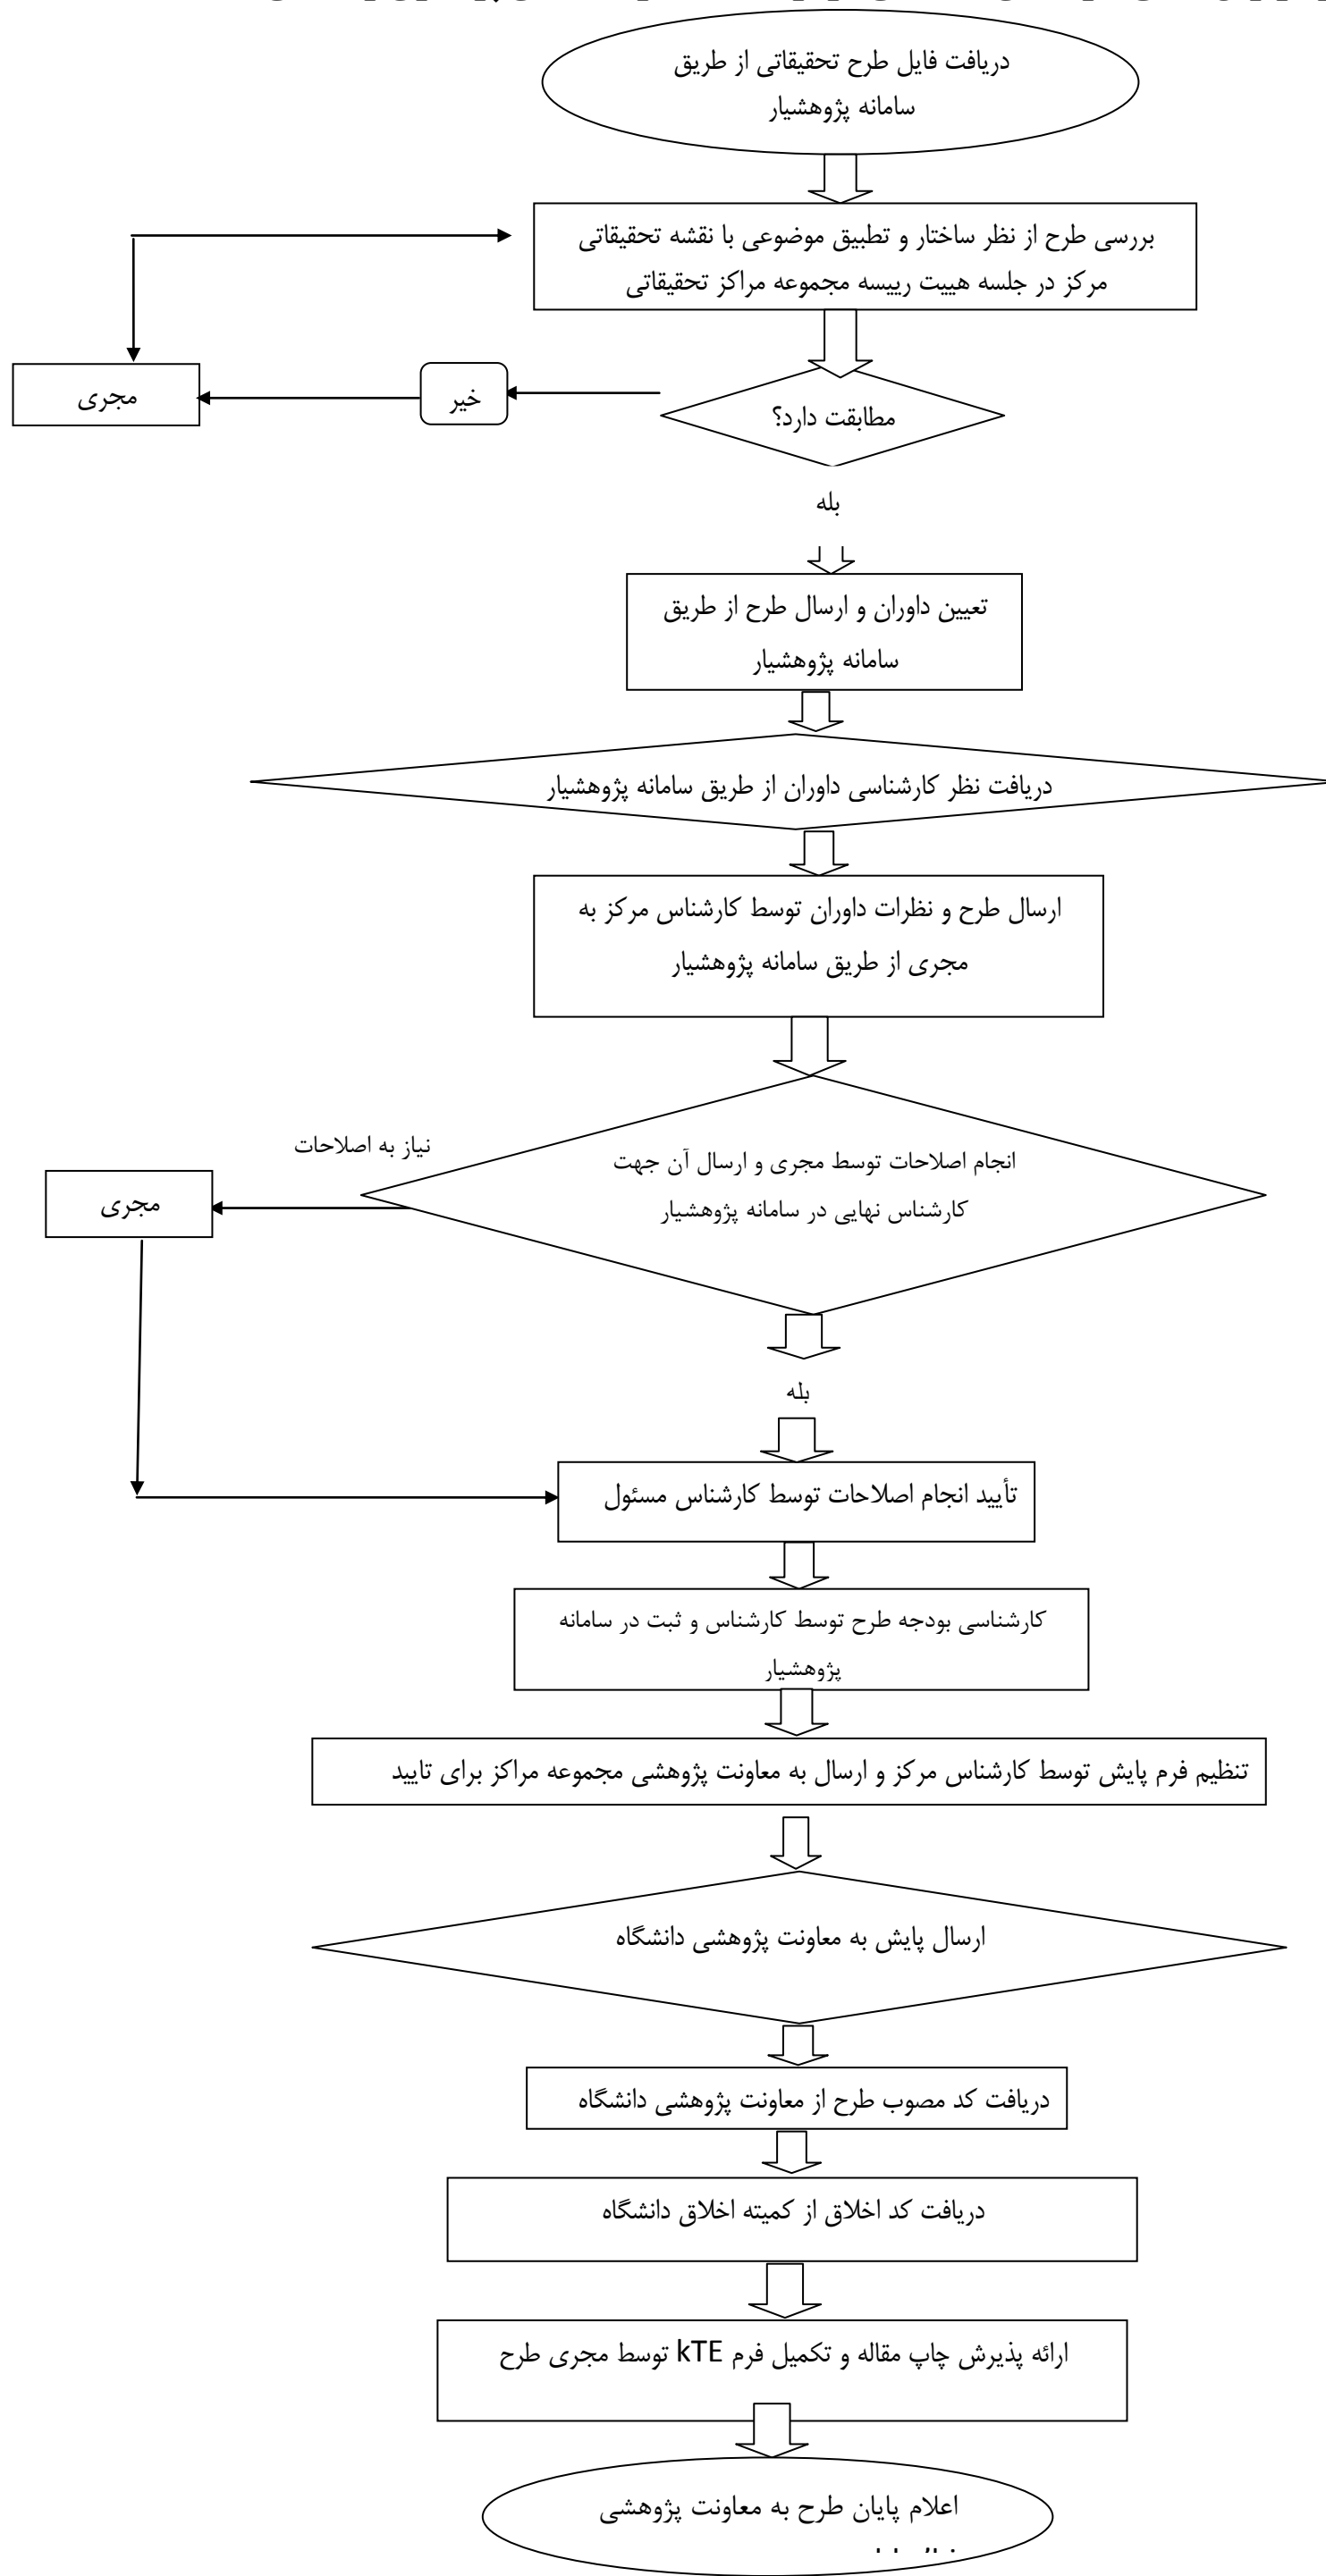 دریافت فایل طرح تحقیقاتی از طریق
سامانه پژوهشیار
بررسی طرح از نظر ساختار و تطبیق موضوعی با نقشه تحقیقاتی
مرکز در جلسه هییت رییسه مجموعه مراکز تحقیقاتی
مطابقت دارد؟
خیر
مجری
بله
تعیین داوران و ارسال طرح از طریق
سامانه پژوهشیار
دریافت نظر کارشناسی داوران از طریق سامانه پژوهشیار
ارسال طرح و نظرات داوران توسط کارشناس مرکز به
مجری از طریق سامانه پژوهشیار
نیاز به اصلاحات
انجام اصلاحات توسط مجری و ارسال آن جهت
کارشناس نهایی در سامانه پژوهشیار
مجری
بله
تأیید انجام اصلاحات توسط کارشناس مسئول
کارشناسی بودجه طرح توسط کارشناس و ثبت در سامانه
پژوهشیار
تنظیم فرم پایش توسط کارشناس مرکز و ارسال به معاونت پژوهشی مجموعه مراکز برای تایید
ارسال پایش به معاونت پژوهشی دانشگاه
دریافت کد مصوب طرح از معاونت پژوهشی دانشگاه
دریافت کد اخلاق از کمیته اخلاق دانشگاه
ارائه پذیرش چاپ مقاله و تکمیل فرم kTE توسط مجری طرح
اعلام پایان طرح به معاونت پژوهشی